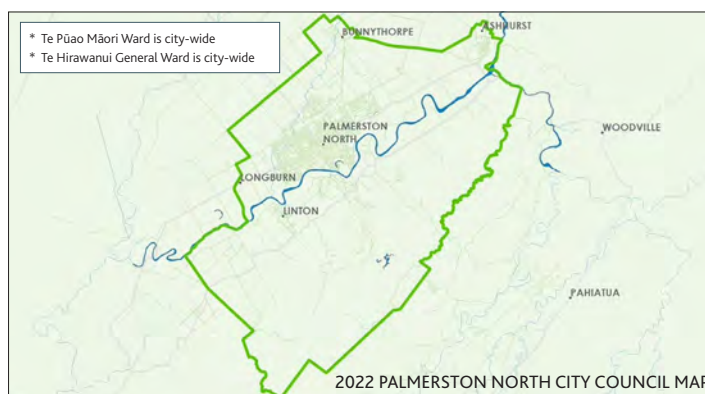 * Te Pūao Māori Ward is city-wide
* Te Hirawanui General Ward is city-wide
BUNNYTHORPE
ASHHURST
PALMERSTON
NORTH
WOODVILLE
LONGBURN
LINTON
PAHIATUA
2022 PALMERSTON NORTH CITY COUNCIL MAP